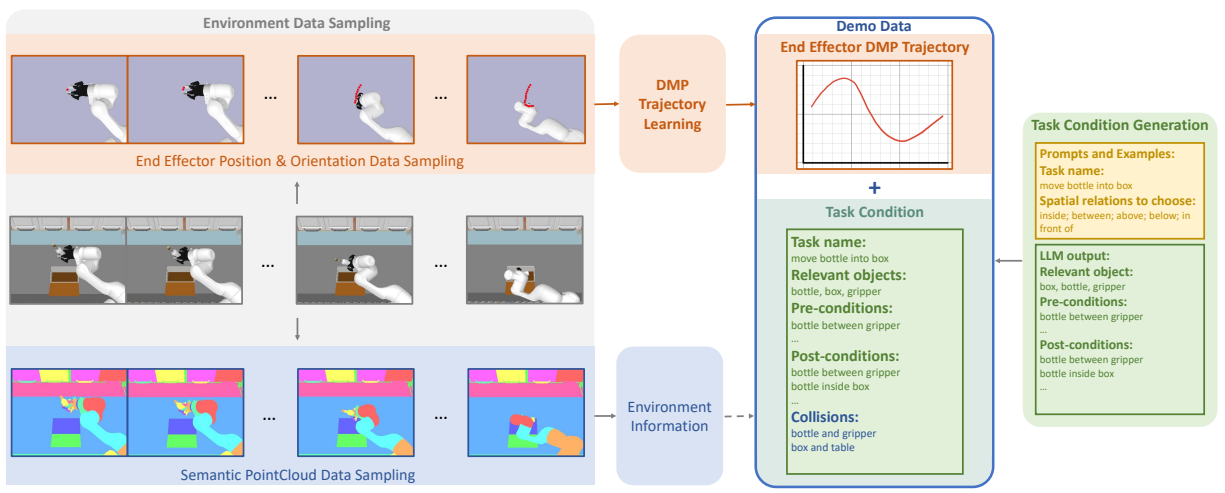 Environment Data Sampling
...
...
End Effector Position & Orientation Data Sampling
...
...
...
...
Semantic PointCloud Data Sampling
DMP
Trajectory
Learning
Environment
Information
Demo Data
End Effector DMP Trajectory
+
Task Condition
Task name:
move bottle into box
Relevant objects:
bottle, box, gripper
Pre-conditions:
bottle between gripper
...
Post-conditions:
bottle between gripper
bottle inside box
...
Collisions:
bottle and gripper
box and table
Task Condition Generation
Prompts and Examples:
Task name:
move bottle into box
Spatial relations to choose:
inside; between; above; below; in
front of
LLM output:
Relevant object:
box, bottle, gripper
Pre-conditions:
bottle between gripper
...
Post-conditions:
bottle between gripper
bottle inside box
...